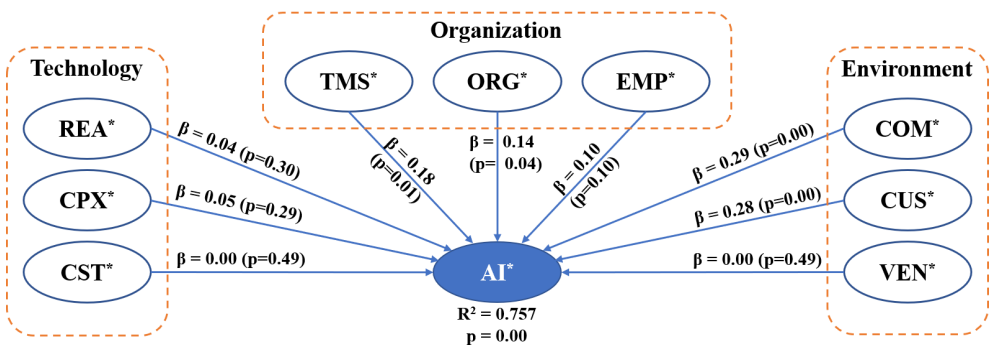 Organization
Technology
Environment
TMS*
ORG*
EMP*
REA*
COM*
β = 0.04 (p=0.30)
β = 0.18
(p=0.01)
β = 0.14
(p= 0.04)
β = 0.10
(p=0.10)
β = 0.29 (p=0.00)
CPX*
CUS*
β = 0.05 (p=0.29)
β = 0.28 (p=0.00)
CST*
β = 0.00 (p=0.49)
AI*
β = 0.00 (p=0.49)
VEN*
R² = 0.757
p = 0.00